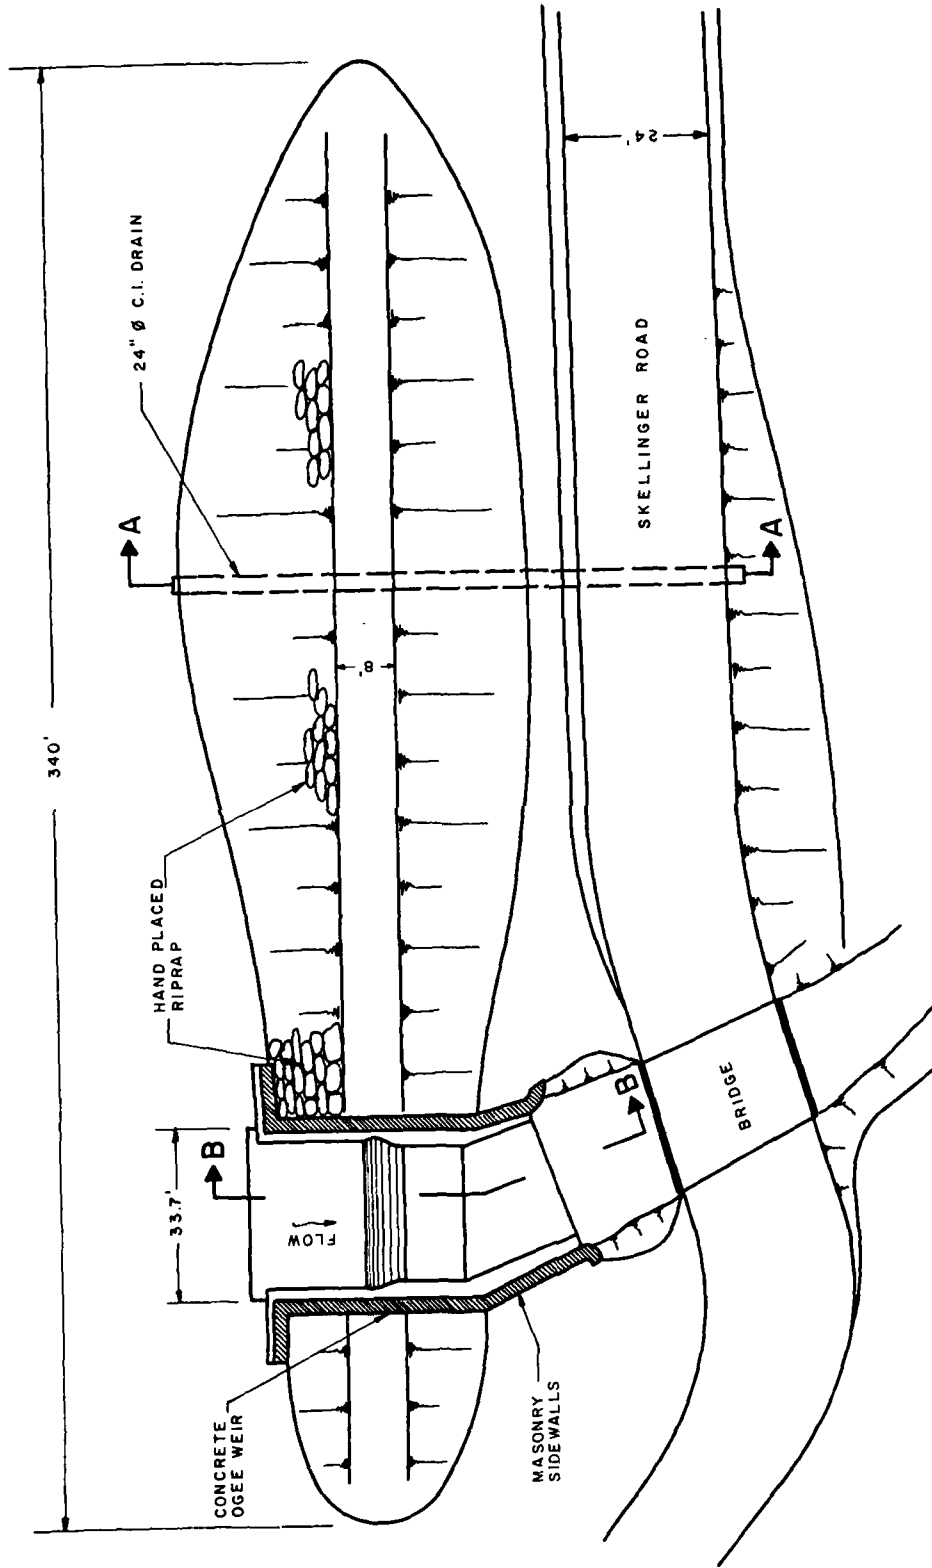 340'
24" Ø C.I. DRAIN
A
A
24'
SKELLINGER ROAD
8'
HAND PLACED
RIPRAP
B
33.7'
FLOW
B
BRIDGE
CONCRETE
OGEE WEIR
MASONRY
SIDEWALLS